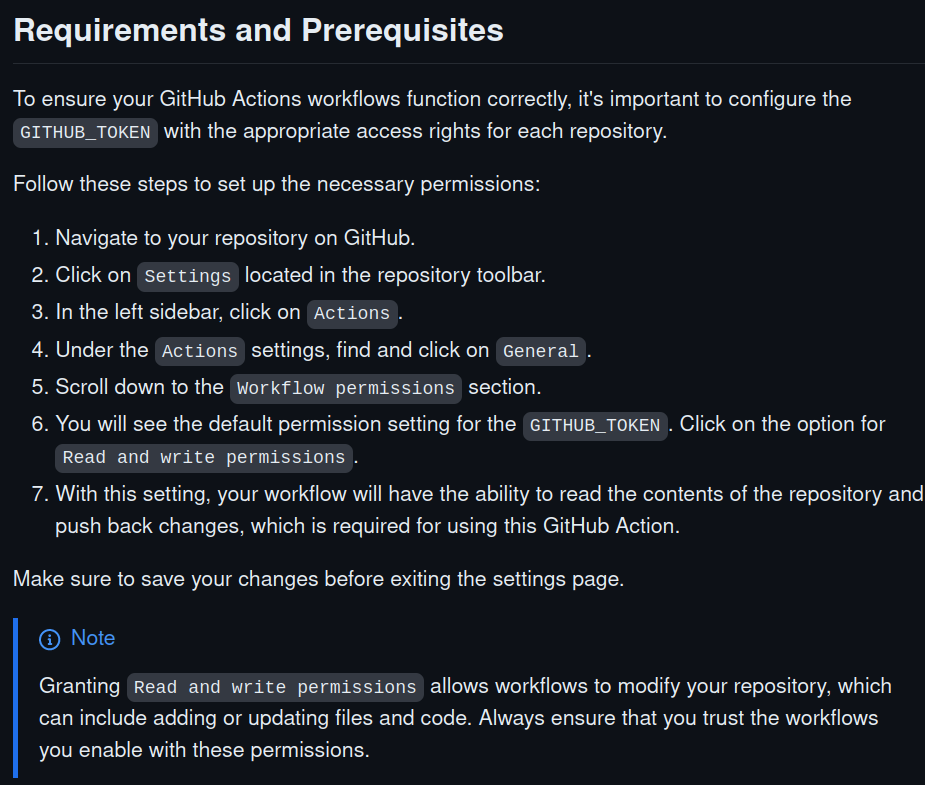 Requirements and Prerequisites
To ensure your GitHub Actions workflows function correctly, it's important to configure the
GITHUB_TOKEN with the appropriate access rights for each repository.
Follow these steps to set up the necessary permissions:
1. Navigate to your repository on GitHub.
2. Click on Settings located in the repository toolbar.
3. In the left sidebar, click on Actions.
4. Under the Actions settings, find and click on General.
5. Scroll down to the Workflow permissions section.
6. You will see the default permission setting for the GITHUB_TOKEN. Click on the option for
Read and write permissions.
7. With this setting, your workflow will have the ability to read the contents of the repository and
push back changes, which is required for using this GitHub Action.
Make sure to save your changes before exiting the settings page.
Note
Granting Read and write permissions allows workflows to modify your repository, which
can include adding or updating files and code. Always ensure that you trust the workflows
you enable with these permissions.